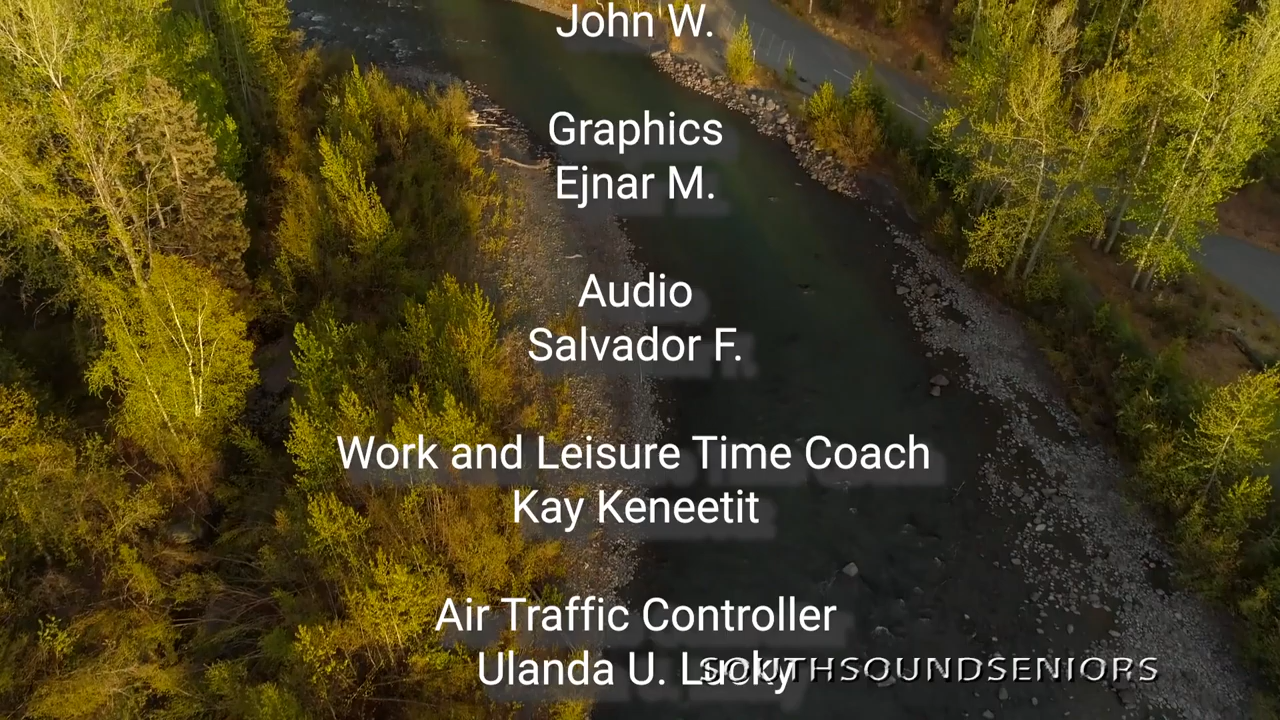 John W.
Graphics
Ejnar M.
Audio
Salvador F.
Work and Leisure Time Coach
Kay Keneetit
Air Traffic Controller
Ulanda U. Lucky
SOUTHSOUNDSENIORS